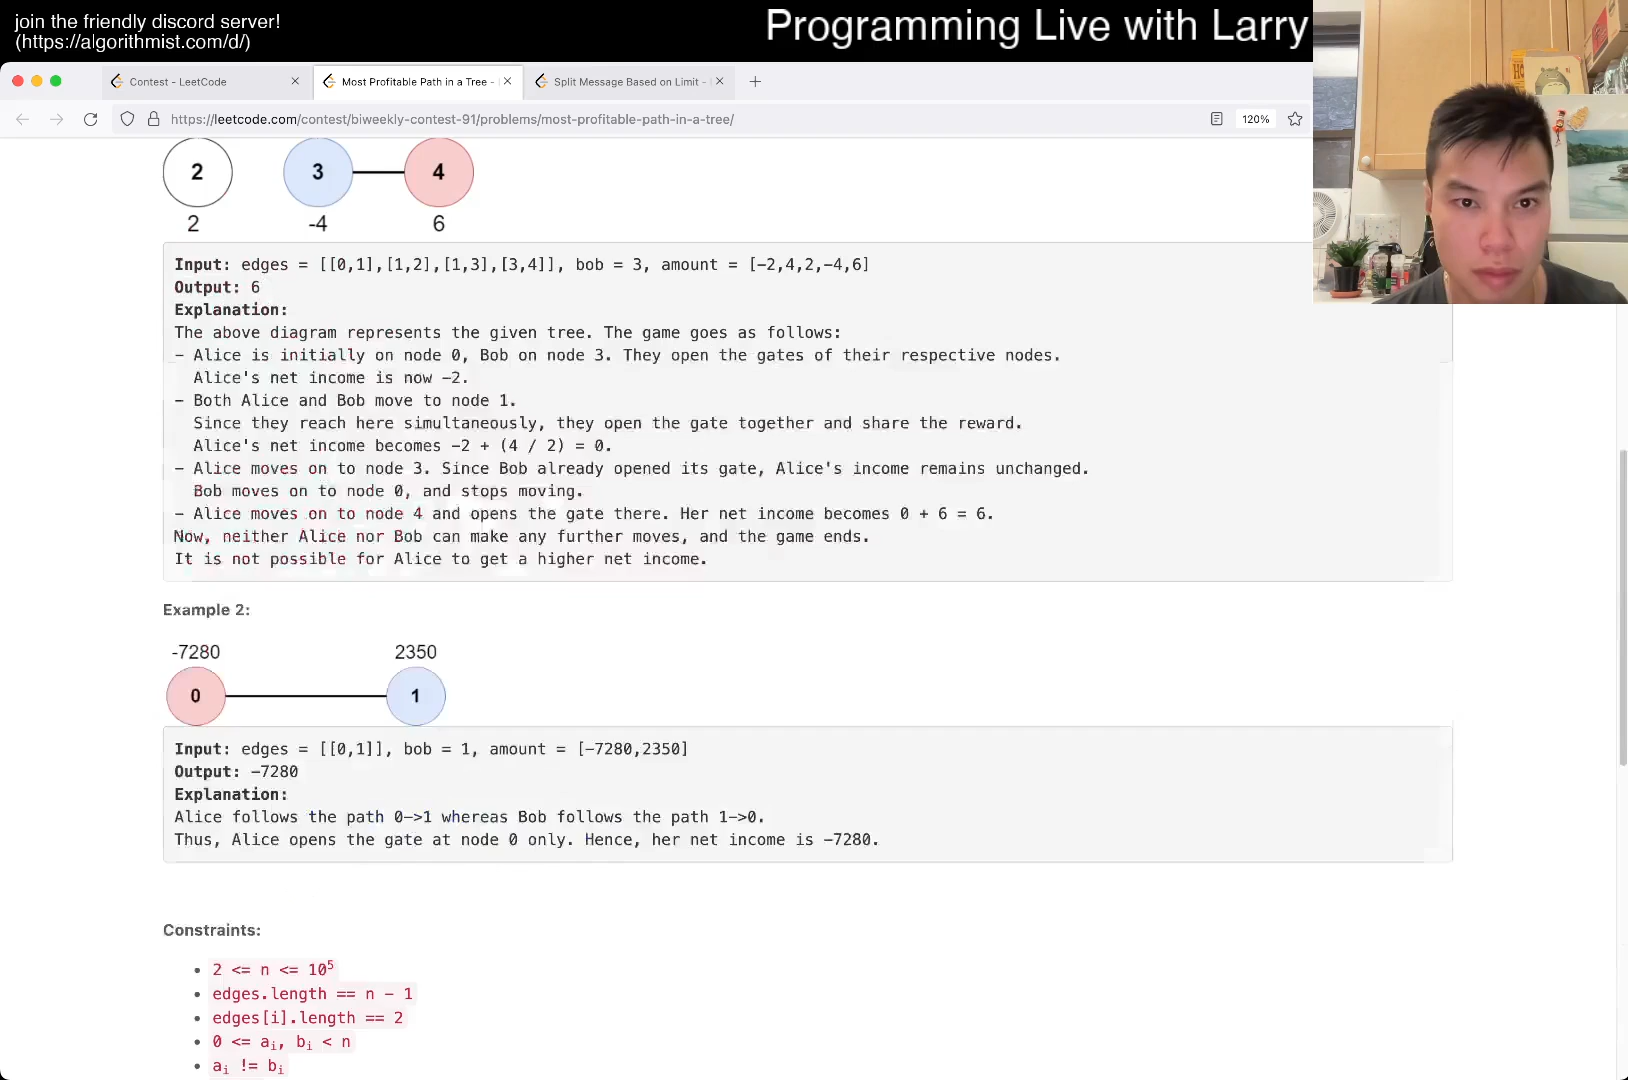 join the friendly discord server!
(https://algorithmist.com/d/)
Programming Live with Larry
Contest - LeetCode
Most Profitable Path in a Tree -
Split Message Based on Limit -
https://leetcode.com/contest/biweekly-contest-91/problems/most-profitable-path-in-a-tree/
120%
2 3 4
2 -4 6
Input: edges = [[0,1],[1,2],[1,3],[3,4]], bob = 3, amount = [-2,4,2,-4,6]
Output: 6
Explanation:
The above diagram represents the given tree. The game goes as follows:
- Alice is initially on node 0, Bob on node 3. They open the gates of their respective nodes.
Alice's net income is now -2.
- Both Alice and Bob move to node 1.
Since they reach here simultaneously, they open the gate together and share the reward.
Alice's net income becomes -2 + (4 / 2) = 0.
- Alice moves on to node 3. Since Bob already opened its gate, Alice's income remains unchanged.
Bob moves on to node 0, and stops moving.
- Alice moves on to node 4 and opens the gate there. Her net income becomes 0 + 6 = 6.
Now, neither Alice nor Bob can make any further moves, and the game ends.
It is not possible for Alice to get a higher net income.
Example 2:
-7280 2350
0 1
Input: edges = [[0,1]], bob = 1, amount = [-7280,2350]
Output: -7280
Explanation:
Alice follows the path 0->1 whereas Bob follows the path 1->0.
Thus, Alice opens the gate at node 0 only. Hence, her net income is -7280.
Constraints:
• 2 <= n <= 10⁵
• edges.length == n - 1
• edges[i].length == 2
• 0 <= aᵢ, bᵢ < n
• aᵢ != bᵢ